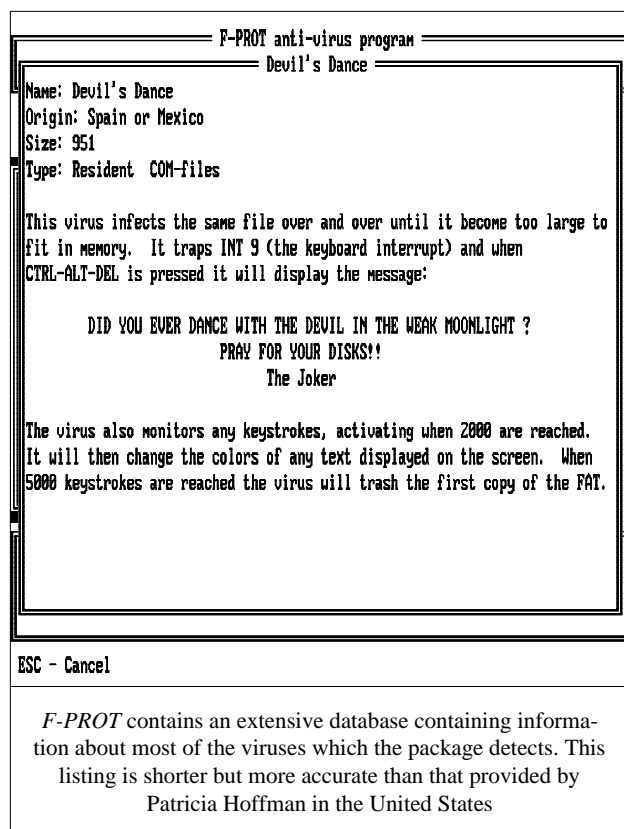 F-PROT anti-virus program
Devil's Dance
Name: Devil's Dance
Origin: Spain or Mexico
Size: 951
Type: Resident COM-files
This virus infects the same file over and over until it become too large to
fit in memory. It traps INT 9 (the keyboard interrupt) and when
CTRL-ALT-DEL is pressed it will display the message:
DID YOU EVER DANCE WITH THE DEVIL IN THE WEAK MOONLIGHT ?
PRAY FOR YOUR DISKS!!
The Joker
The virus also monitors any keystrokes, activating when 2000 are reached.
It will then change the colors of any text displayed on the screen. When
5000 keystrokes are reached the virus will trash the first copy of the FAT.
ESC - Cancel
F-PROT contains an extensive database containing informa-
tion about most of the viruses which the package detects. This
listing is shorter but more accurate than that provided by
Patricia Hoffman in the United States